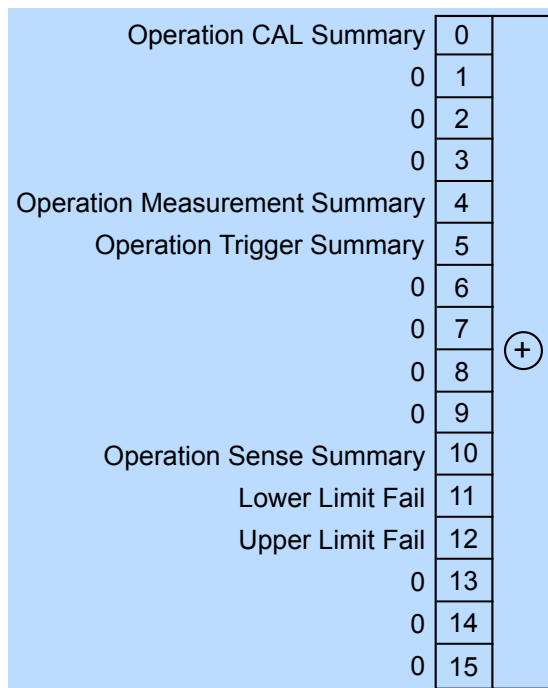 Operation CAL Summary 0
0 1
0 2
0 3
Operation Measurement Summary 4
Operation Trigger Summary 5
0 6
0 7
+
0 8
0 9
Operation Sense Summary 10
Lower Limit Fail 11
Upper Limit Fail 12
0 13
0 14
0 15